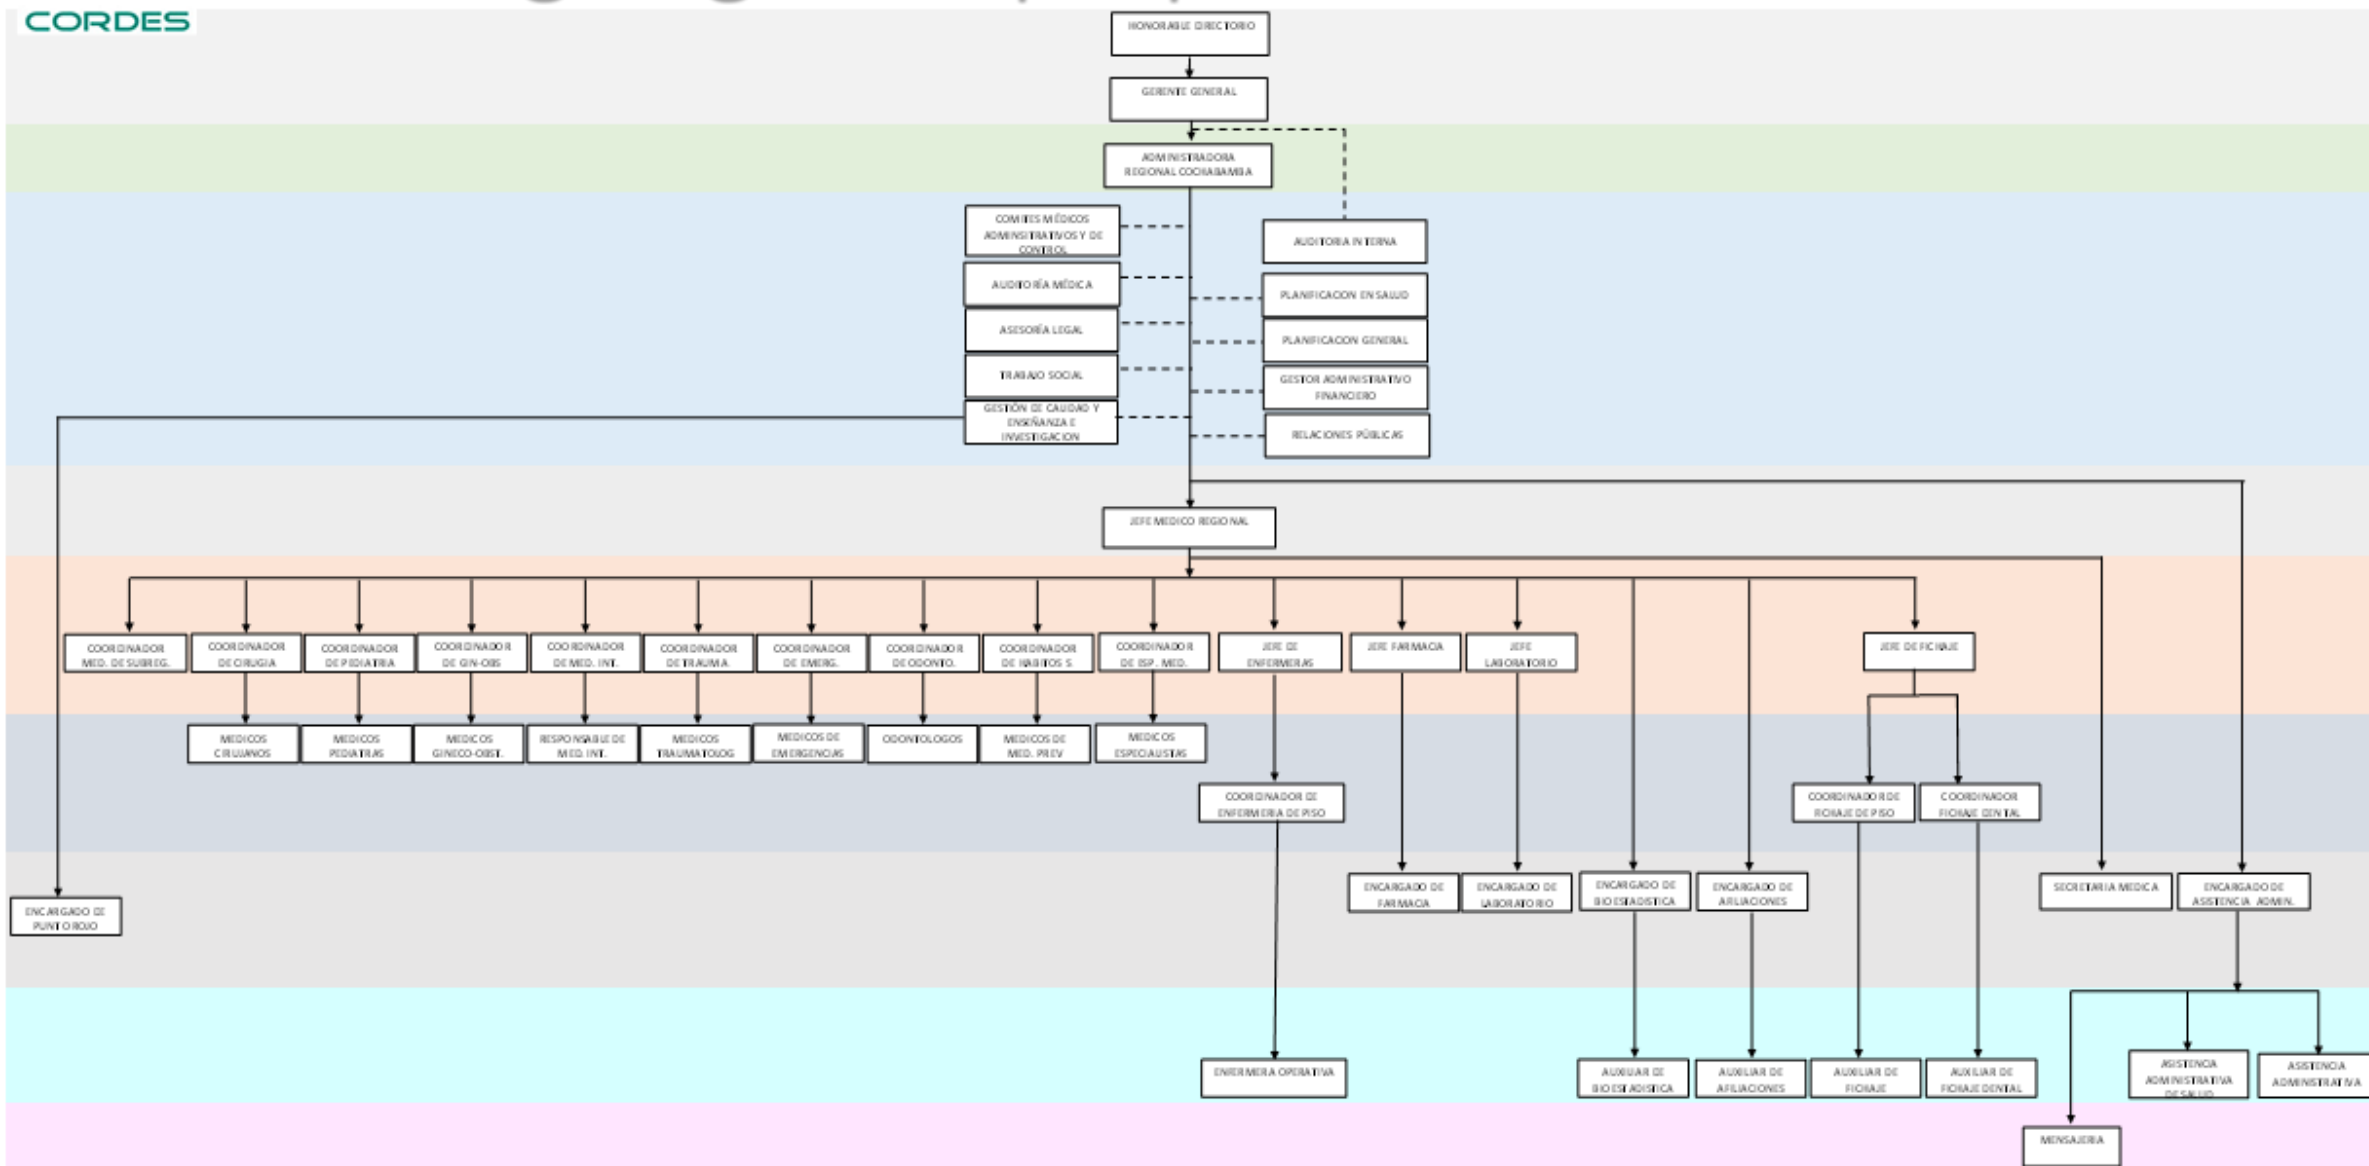 CORDES
HONORABLE DIRECTORIO
GERENTE GENERAL
ADMINISTRADORA
REGIONAL COCHABAMBA
COMITES MÉDICOS
ADMINSITRATIVOS Y DE
CONTROL
AUDITORIA INTERNA
AUDITORÍA MÉDICA
PLANIFICACION EN SALUD
ASESORÍA LEGAL
PLANIFICACION GENERAL
TRABAJO SOCIAL
GESTOR ADMINISTRATIVO
FINANCIERO
GESTIÓN DE CALIDAD Y
ENSEÑANZA E
INVESTIGACION
RELACIONES PÚBLICAS
JEFE MEDICO REGIONAL
COORDINADOR
MED. DE SUBREG.
COORDINADOR
DE CIRUGIA
COORDINADOR
DE PEDIATRIA
COORDINADOR
DE GIN-OBS
COORDINADOR
DE MED. INT.
COORDINADOR
DE TRAUMA.
COORDINADOR
DE EMERG.
COORDINADOR
DE ODONTO.
COORDINADOR
DE HABITOS S.
COORDINADOR
DE ESP. MED.
JEFE DE
ENFERMERAS
JEFE FARMACIA
JEFE
LABORATORIO
JEFE DE FICHAJE
MEDICOS
CIRUJANOS
MEDICOS
PEDIATRAS
MEDICOS
GINECO-OBST.
RESPONSABLE DE
MED. INT.
MEDICOS
TRAUMATOLOG
MEDICOS DE
EMERGENCIAS
ODONTOLOGOS
MEDICOS DE
MED. PREV
MEDICOS
ESPECIALISTAS
COORDINADOR DE
ENFERMERIA DE PISO
COORDINADOR DE
FICHAJE DE PISO
COORDINADOR
FICHAJE DENTAL
ENCARGADO DE
PUNTO ROJO
ENCARGADO DE
FARMACIA
ENCARGADO DE
LABORATORIO
ENCARGADO DE
BIOESTADISTICA
ENCARGADO DE
AFILIACIONES
SECRETARIA MEDICA
ENCARGADO DE
ASISTENCIA ADMIN.
ENFERMERA OPERATIVA
AUXILIAR DE
BIOESTADISTICA
AUXILIAR DE
AFILIACIONES
AUXILIAR DE
FICHAJE
AUXILIAR DE
FICHAJE DENTAL
ASISTENCIA
ADMINISTRATIVA
DE SALUD
ASISTENCIA
ADMINISTRATIVA
MENSAJERIA